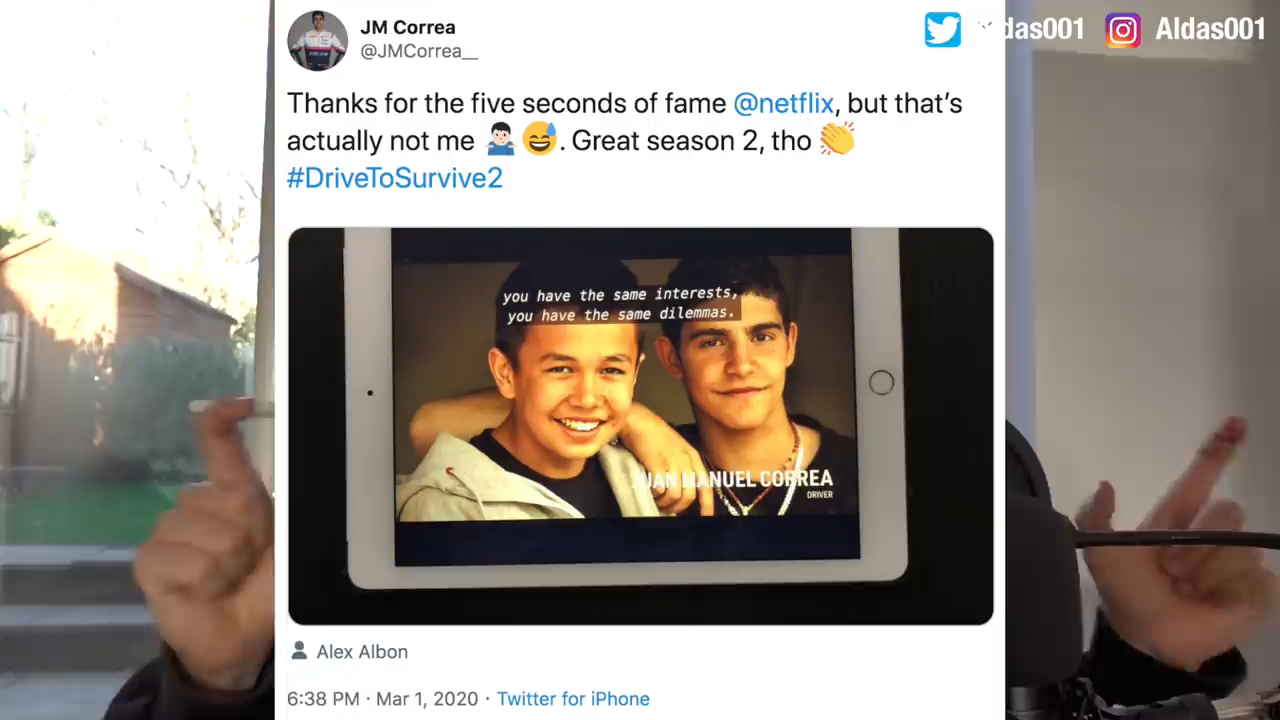 JM Correa
@JMCorrea__
das001
Aldas001
Thanks for the five seconds of fame @netflix, but that's
actually not me 🤷🏻‍♂️😅. Great season 2, tho 👏
#DriveToSurvive2
you have the same interests,
you have the same dilemmas.
JUAN MANUEL CORREA
DRIVER
Alex Albon
6:38 PM · Mar 1, 2020 · Twitter for iPhone